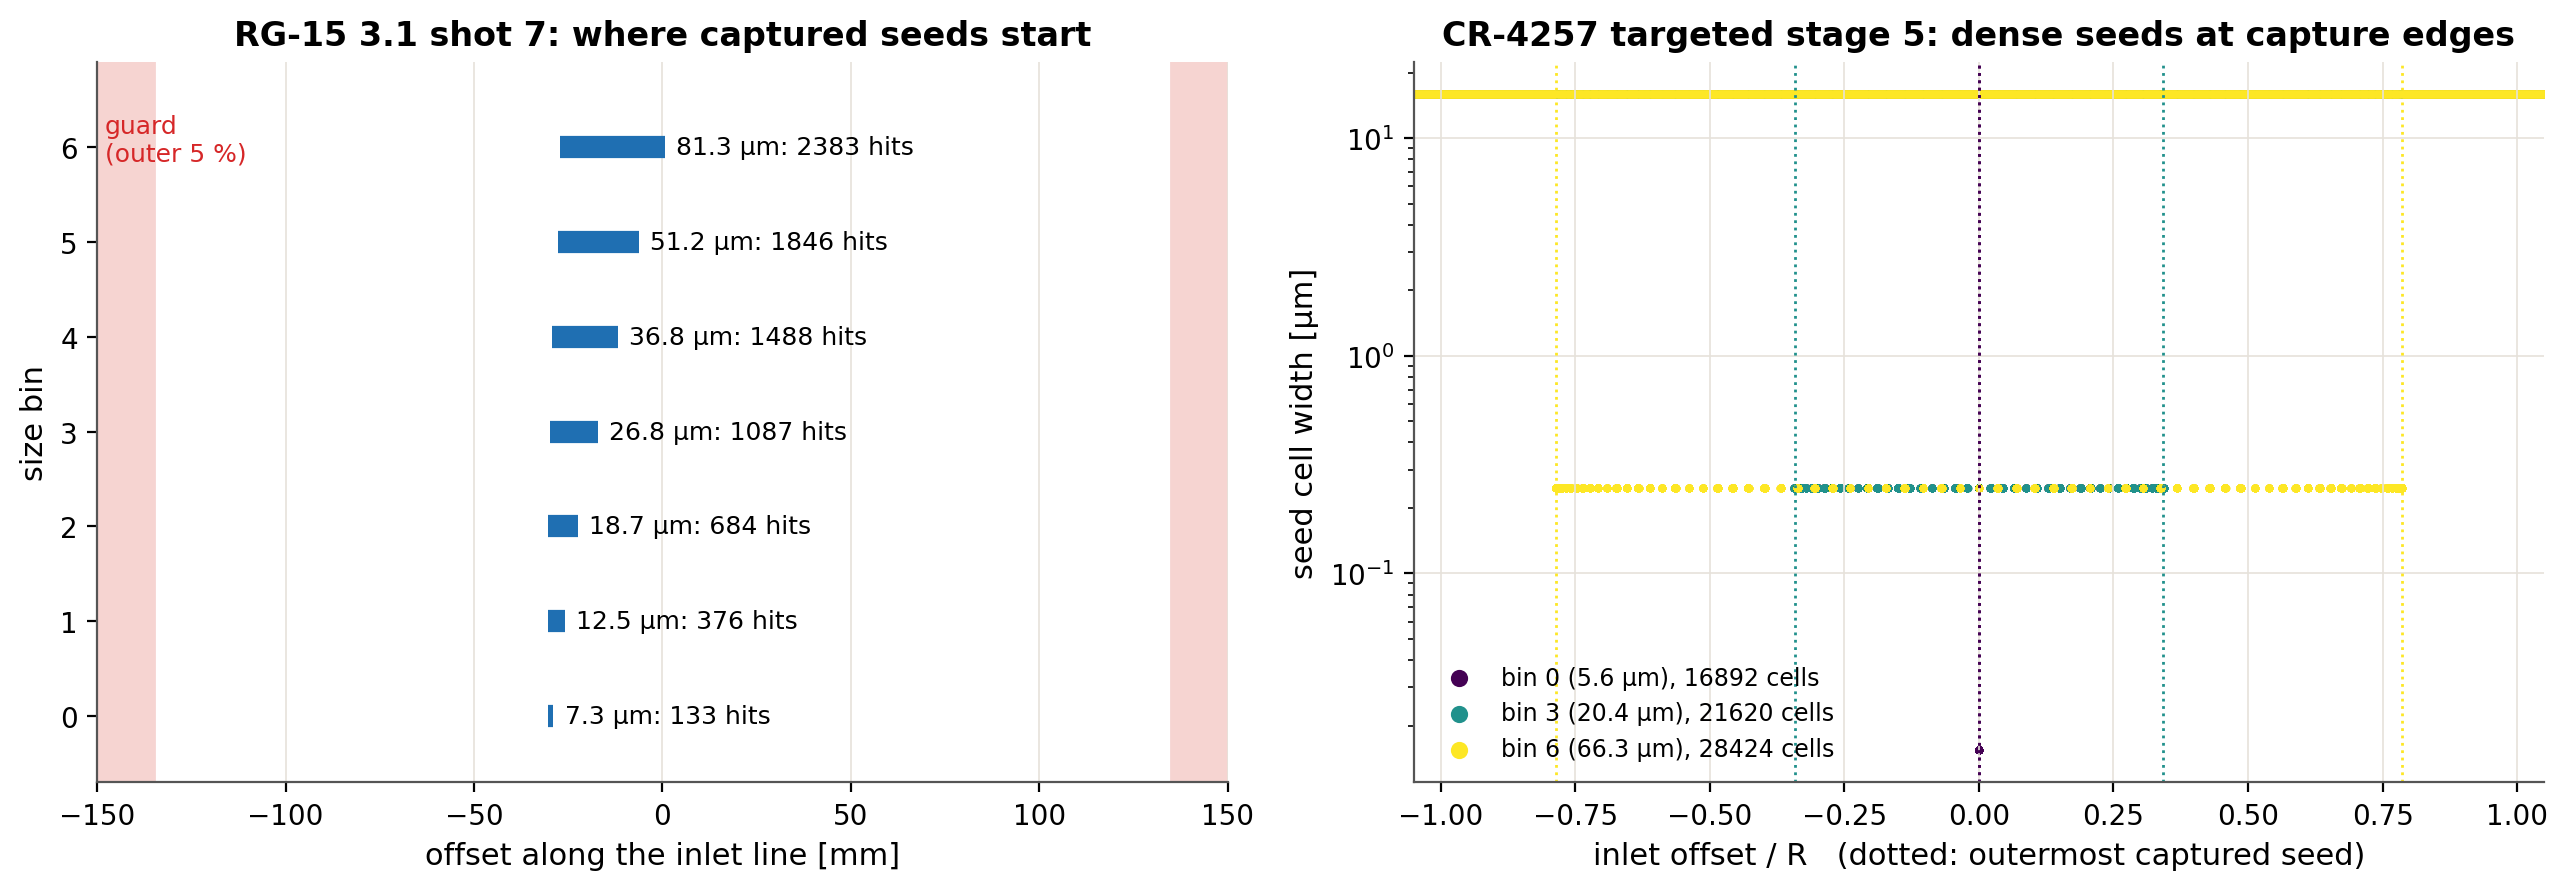 RG-15 3.1 shot 7: where captured seeds start
size bin
6
5
4
3
2
1
0
guard
(outer 5 %)
81.3 µm: 2383 hits
51.2 µm: 1846 hits
36.8 µm: 1488 hits
26.8 µm: 1087 hits
18.7 µm: 684 hits
12.5 µm: 376 hits
7.3 µm: 133 hits
−150 −100 −50 0 50 100 150
offset along the inlet line [mm]
CR-4257 targeted stage 5: dense seeds at capture edges
seed cell width [µm]
10¹
10⁰
10⁻¹
bin 0 (5.6 µm), 16892 cells
bin 3 (20.4 µm), 21620 cells
bin 6 (66.3 µm), 28424 cells
−1.00 −0.75 −0.50 −0.25 0.00 0.25 0.50 0.75 1.00
inlet offset / R (dotted: outermost captured seed)